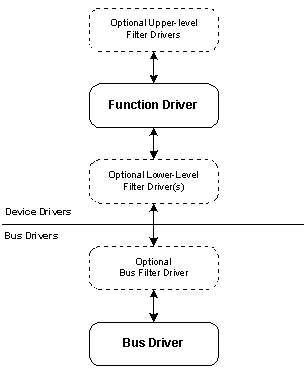 Optional Upper-level
Filter Drivers
Function Driver
Optional Lower-Level
Filter Driver(s)
Device Drivers
Bus Drivers
Optional
Bus Filter Driver
Bus Driver